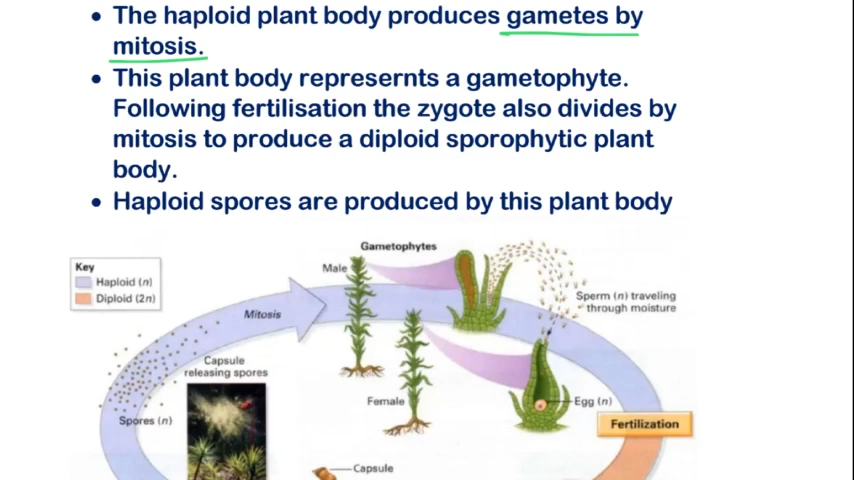 • The haploid plant body produces gametes by
mitosis.
• This plant body represernts a gametophyte.
Following fertilisation the zygote also divides by
mitosis to produce a diploid sporophytic plant
body.
• Haploid spores are produced by this plant body
Gametophytes
Key
Haploid (n)
Diploid (2n)
Male
Mitosis
Sperm (n) traveling
through moisture
Capsule
releasing spores
Female
Egg (n)
Spores (n)
Fertilization
Capsule